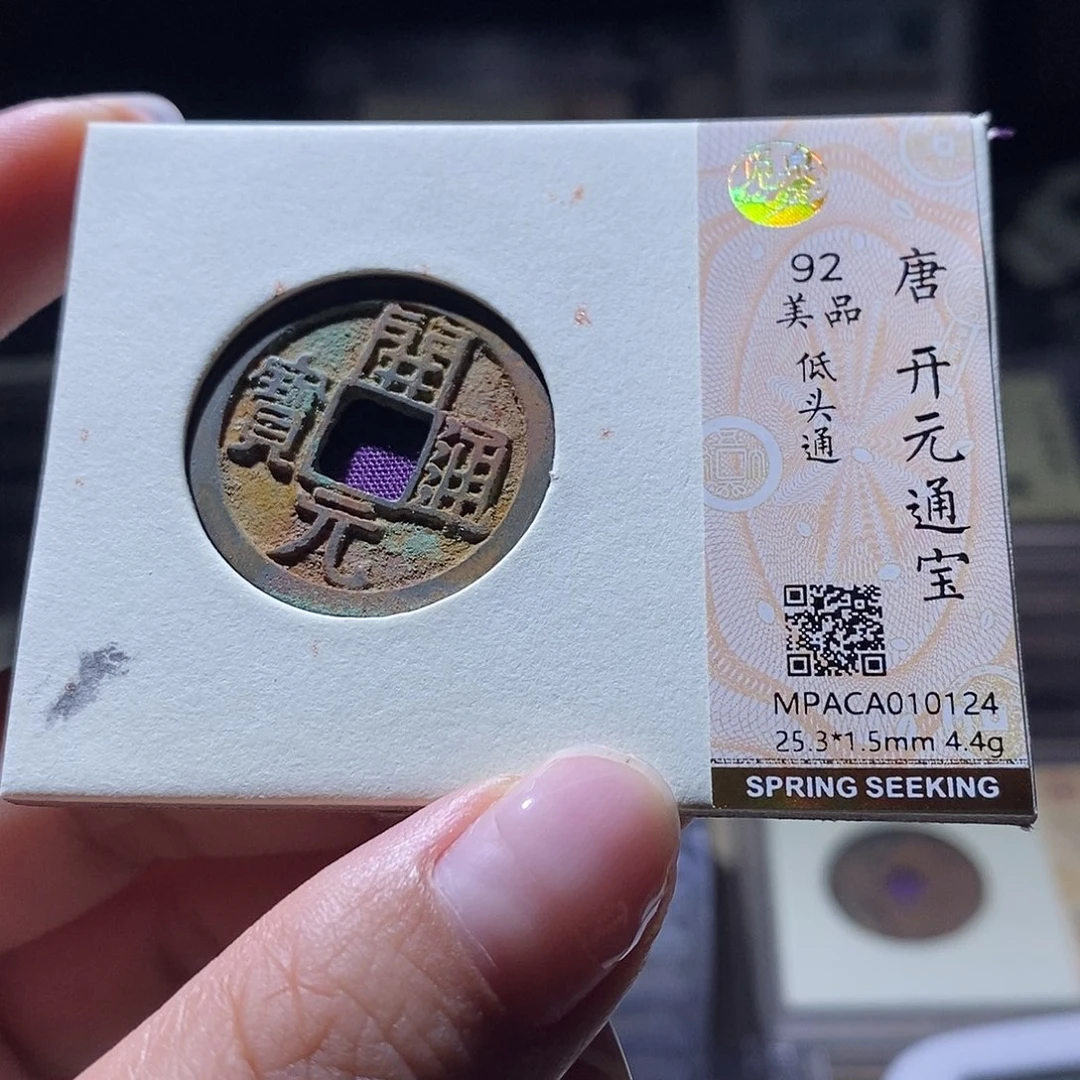 開元通寶
唐 开元通宝
92
美品
低头通
MPACA010124
25.3*1.5mm 4.4g
SPRING SEEKING